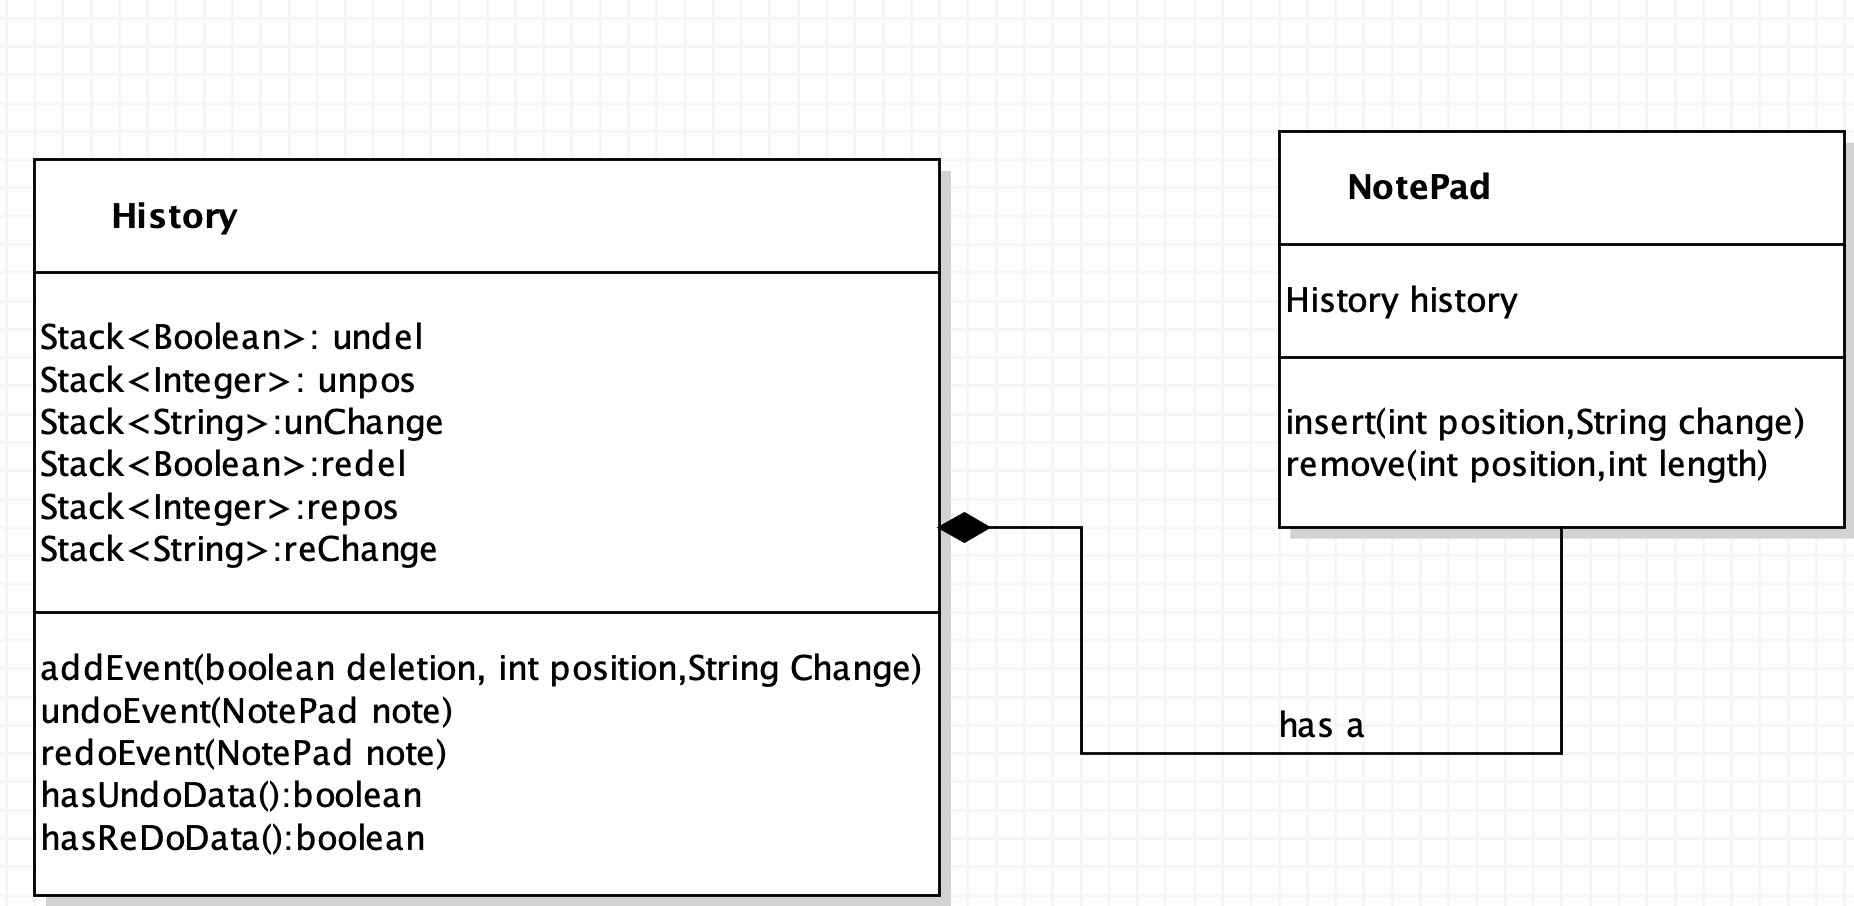 History
Stack<Boolean>: undel
Stack<Integer>: unpos
Stack<String>:unChange
Stack<Boolean>:redel
Stack<Integer>:repos
Stack<String>:reChange
addEvent(boolean deletion, int position,String Change)
undoEvent(NotePad note)
redoEvent(NotePad note)
hasUndoData():boolean
hasReDoData():boolean
has a
NotePad
History history
insert(int position,String change)
remove(int position,int length)